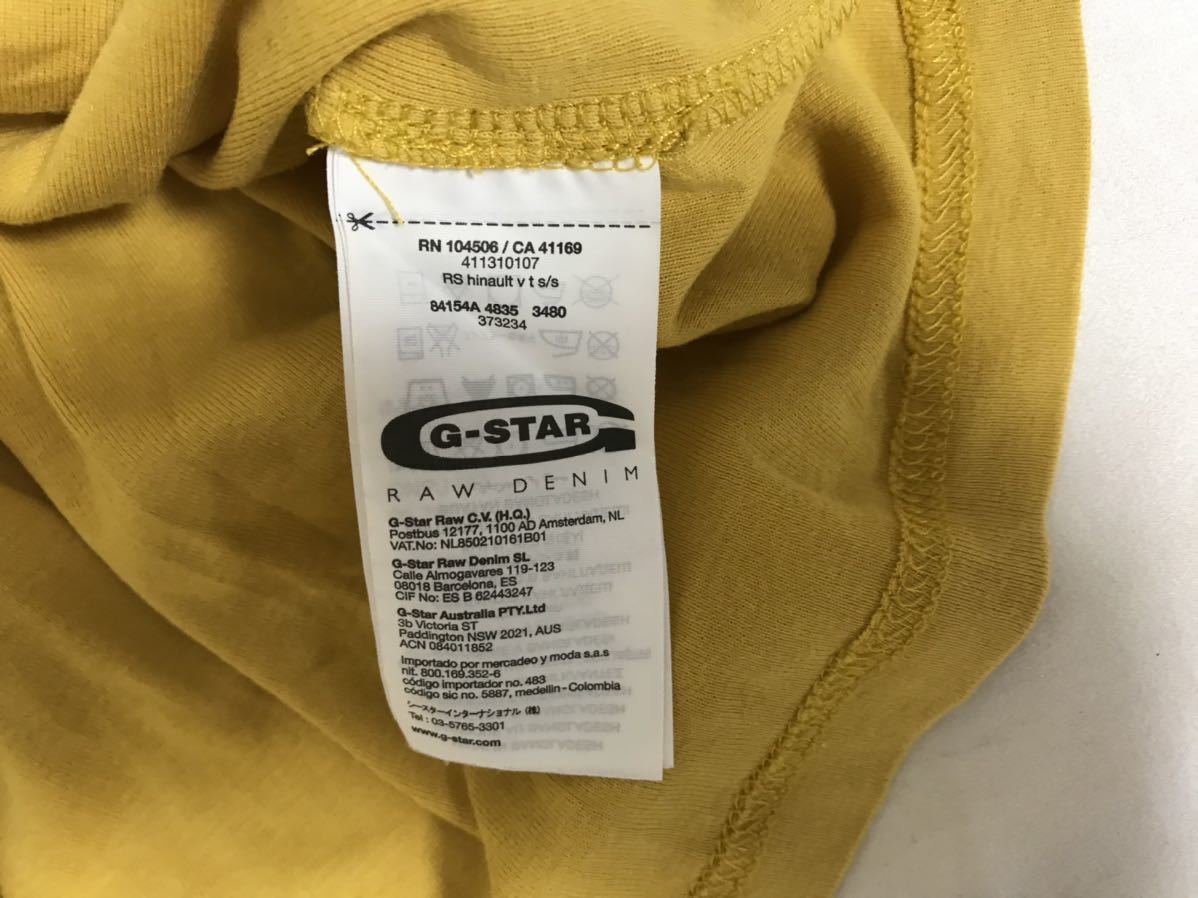 RN 104506 / CA 41169
411310107
RS hinault v t s/s
84154A 4835 3480
373234
G-STAR
RAW DENIM
G-Star Raw C.V. (H.Q.)
Postbus 12177, 1100 AD Amsterdam, NL
VAT.No: NL850210161B01
G-Star Raw Denim SL
Calle Almogavares 119-123
08018 Barcelona, ES
CIF No: ES B 62443247
G-Star Australia PTY.Ltd
3b Victoria ST
Paddington NSW 2021, AUS
ACN 084011852
Importado por mercadeo y moda s.a.s
nit. 800.169.352-6
código importador no. 483
código sic no. 5887, medellin - Colombia
ジースターインターナショナル (株)
Tel : 03-5765-3301
www.g-star.com